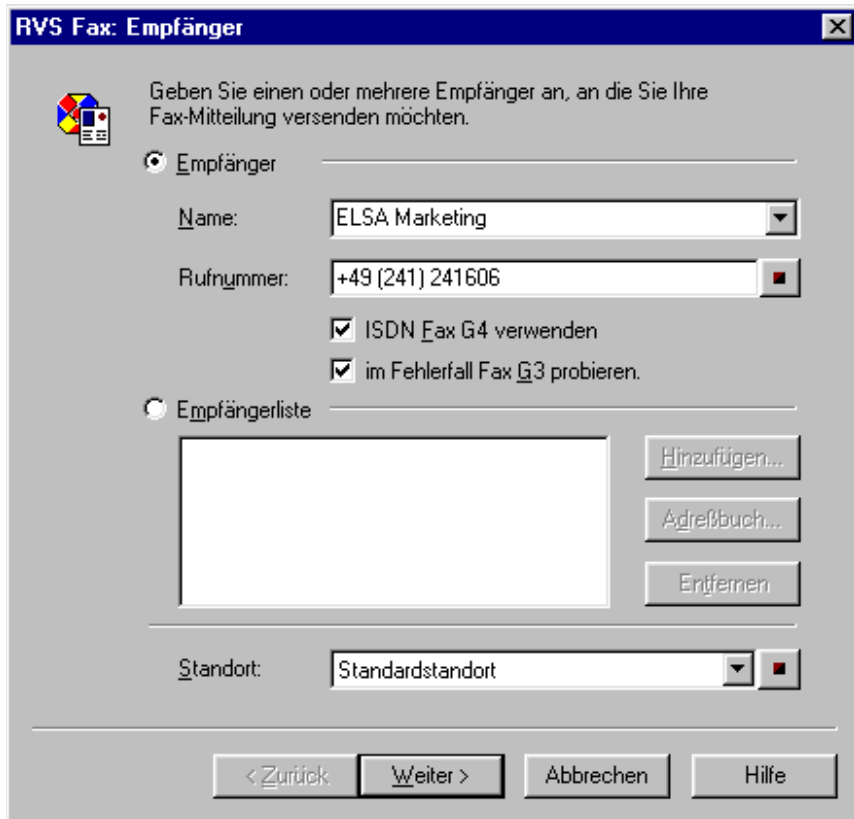 RVS Fax: Empfänger
Geben Sie einen oder mehrere Empfänger an, an die Sie Ihre
Fax-Mitteilung versenden möchten.
Empfänger
Name: ELSA Marketing
Rufnummer: +49 (241) 241606
ISDN Fax G4 verwenden
im Fehlerfall Fax G3 probieren.
Empfängerliste
Hinzufügen...
Adreßbuch...
Entfernen
Standort: Standardstandort
< Zurück Weiter > Abbrechen Hilfe